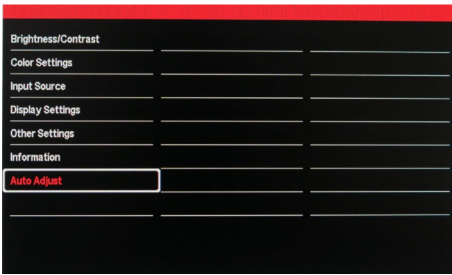 Brightness/Contrast
Color Settings
Input Source
Display Settings
Other Settings
Information
Auto Adjust